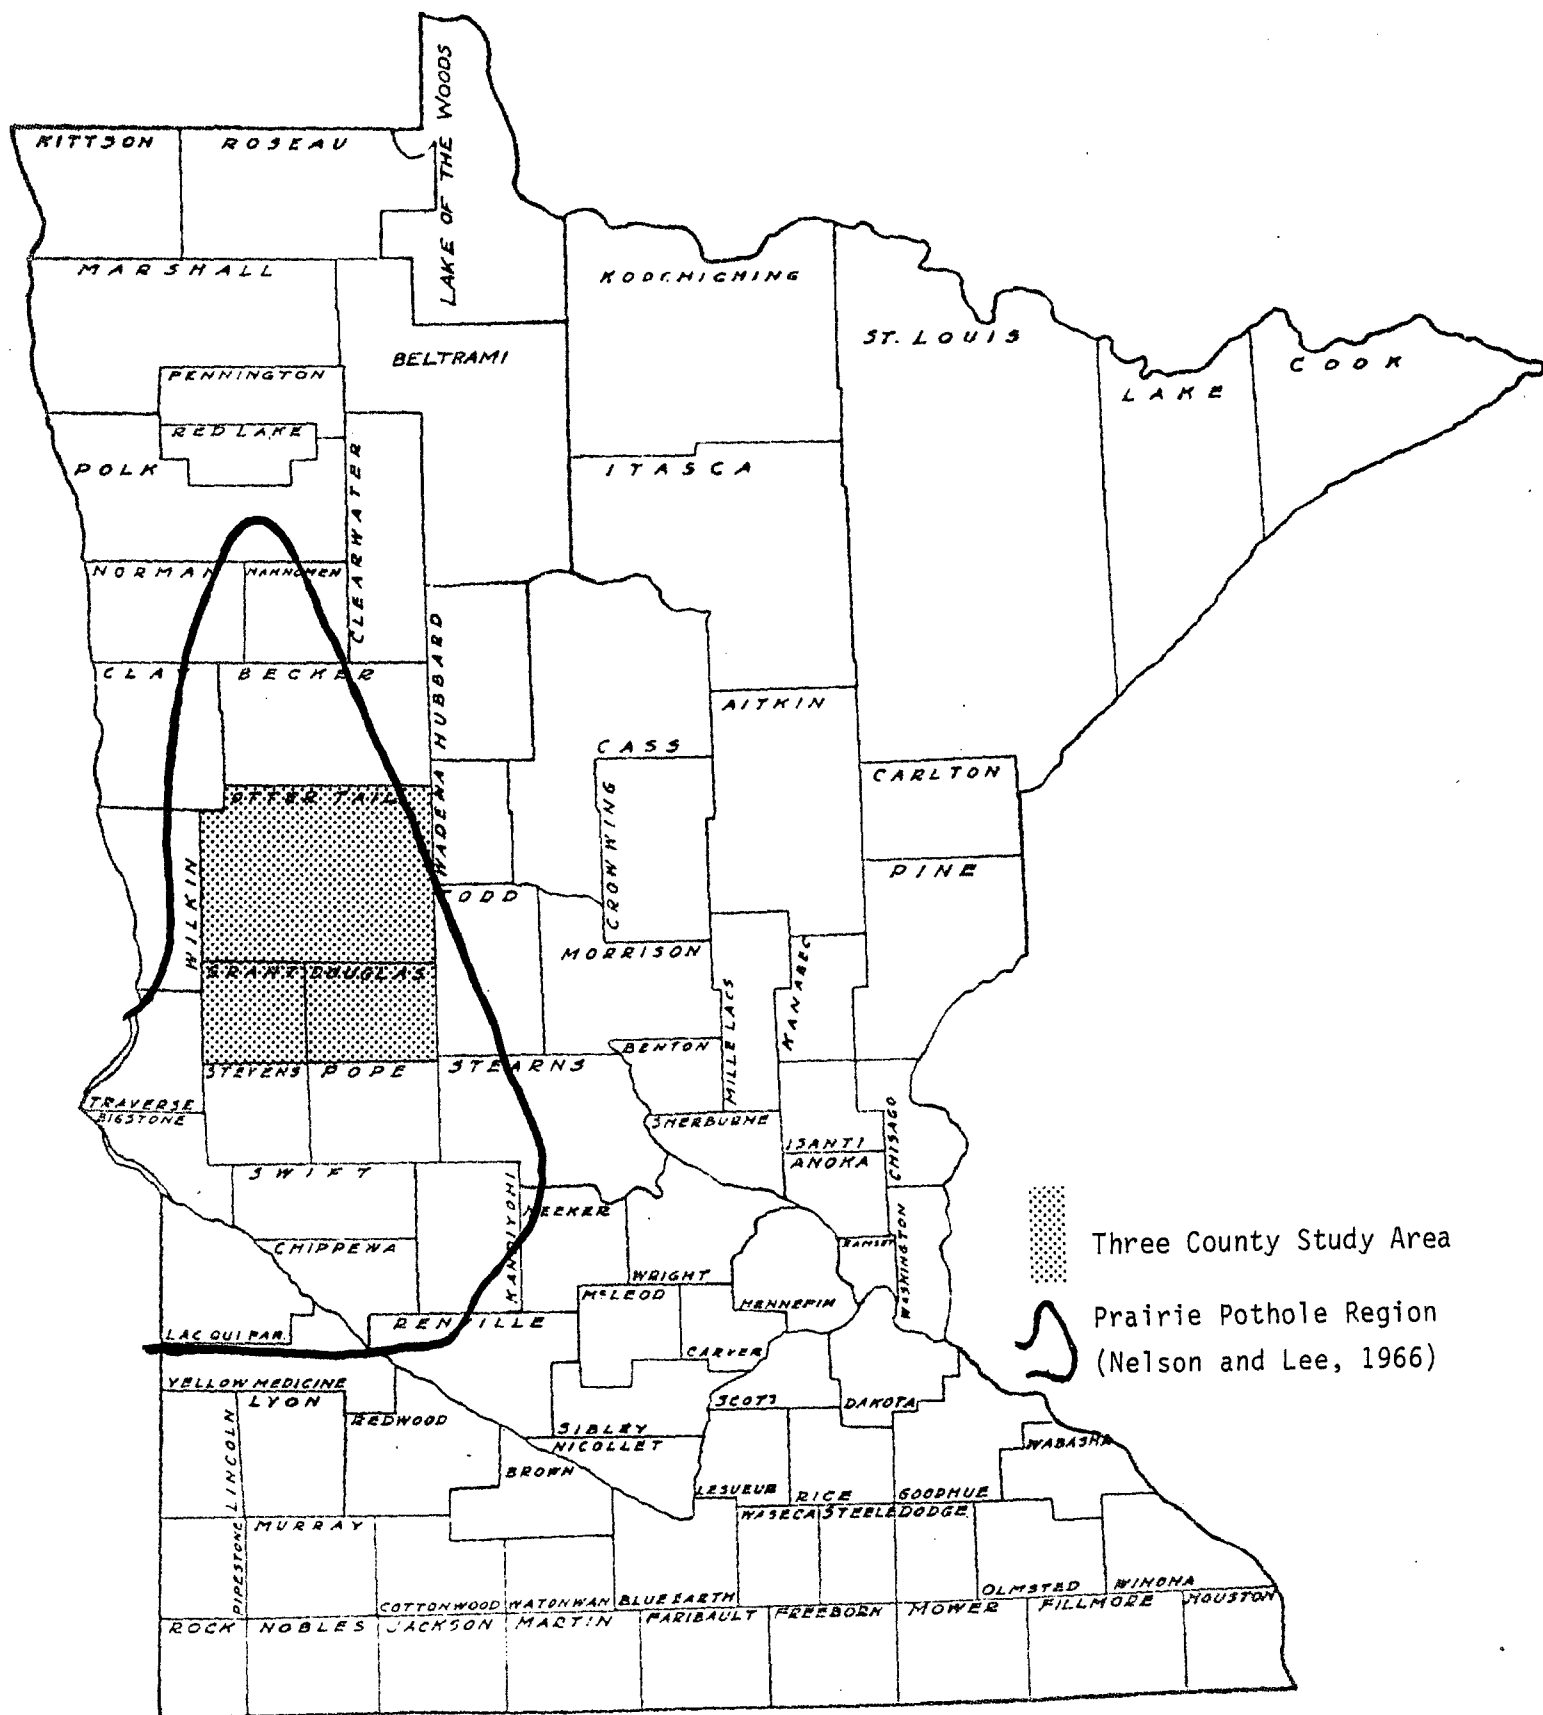 LAKE OF THE WOODS
KITTSON
ROSEAU
MARSHALL
KOOCHICHING
ST. LOUIS
COOK
LAKE
BELTRAMI
PENNINGTON
RED LAKE
POLK
CLEARWATER
ITASCA
NORMAN
MAHNOMEN
HUBBARD
CLAY
BECKER
AITKIN
CASS
CARLTON
OTTER TAIL
WADENA
CROW WING
WILKIN
PINE
TODD
MORRISON
GRANT
DOUGLAS
MILLE LACS
KANABEC
BENTON
STEVENS
POPE
STEARNS
TRAVERSE
BIGSTONE
SHERBURNE
ISANTI
CHISAGO
ANOKA
SWIFT
KANDIYOHI
MEEKER
WASHINGTON
RAMSEY
CHIPPEWA
WRIGHT
Three County Study Area
McLEOD
HENNEPIN
Prairie Pothole Region
(Nelson and Lee, 1966)
LAC QUI PAR.
RENVILLE
CARVER
YELLOW MEDICINE
LYON
LINCOLN
REDWOOD
SCOTT
DAKOTA
SIBLEY
NICOLLET
WABASHA
BROWN
LESUEUR
RICE
GOODHUE
WASECA
STEELE
DODGE
MURRAY
PIPESTONE
COTTONWOOD
WATONWAN
BLUE EARTH
OLMSTED
WINONA
ROCK
NOBLES
JACKSON
MARTIN
FARIBAULT
FREEBORN
MOWER
FILLMORE
HOUSTON